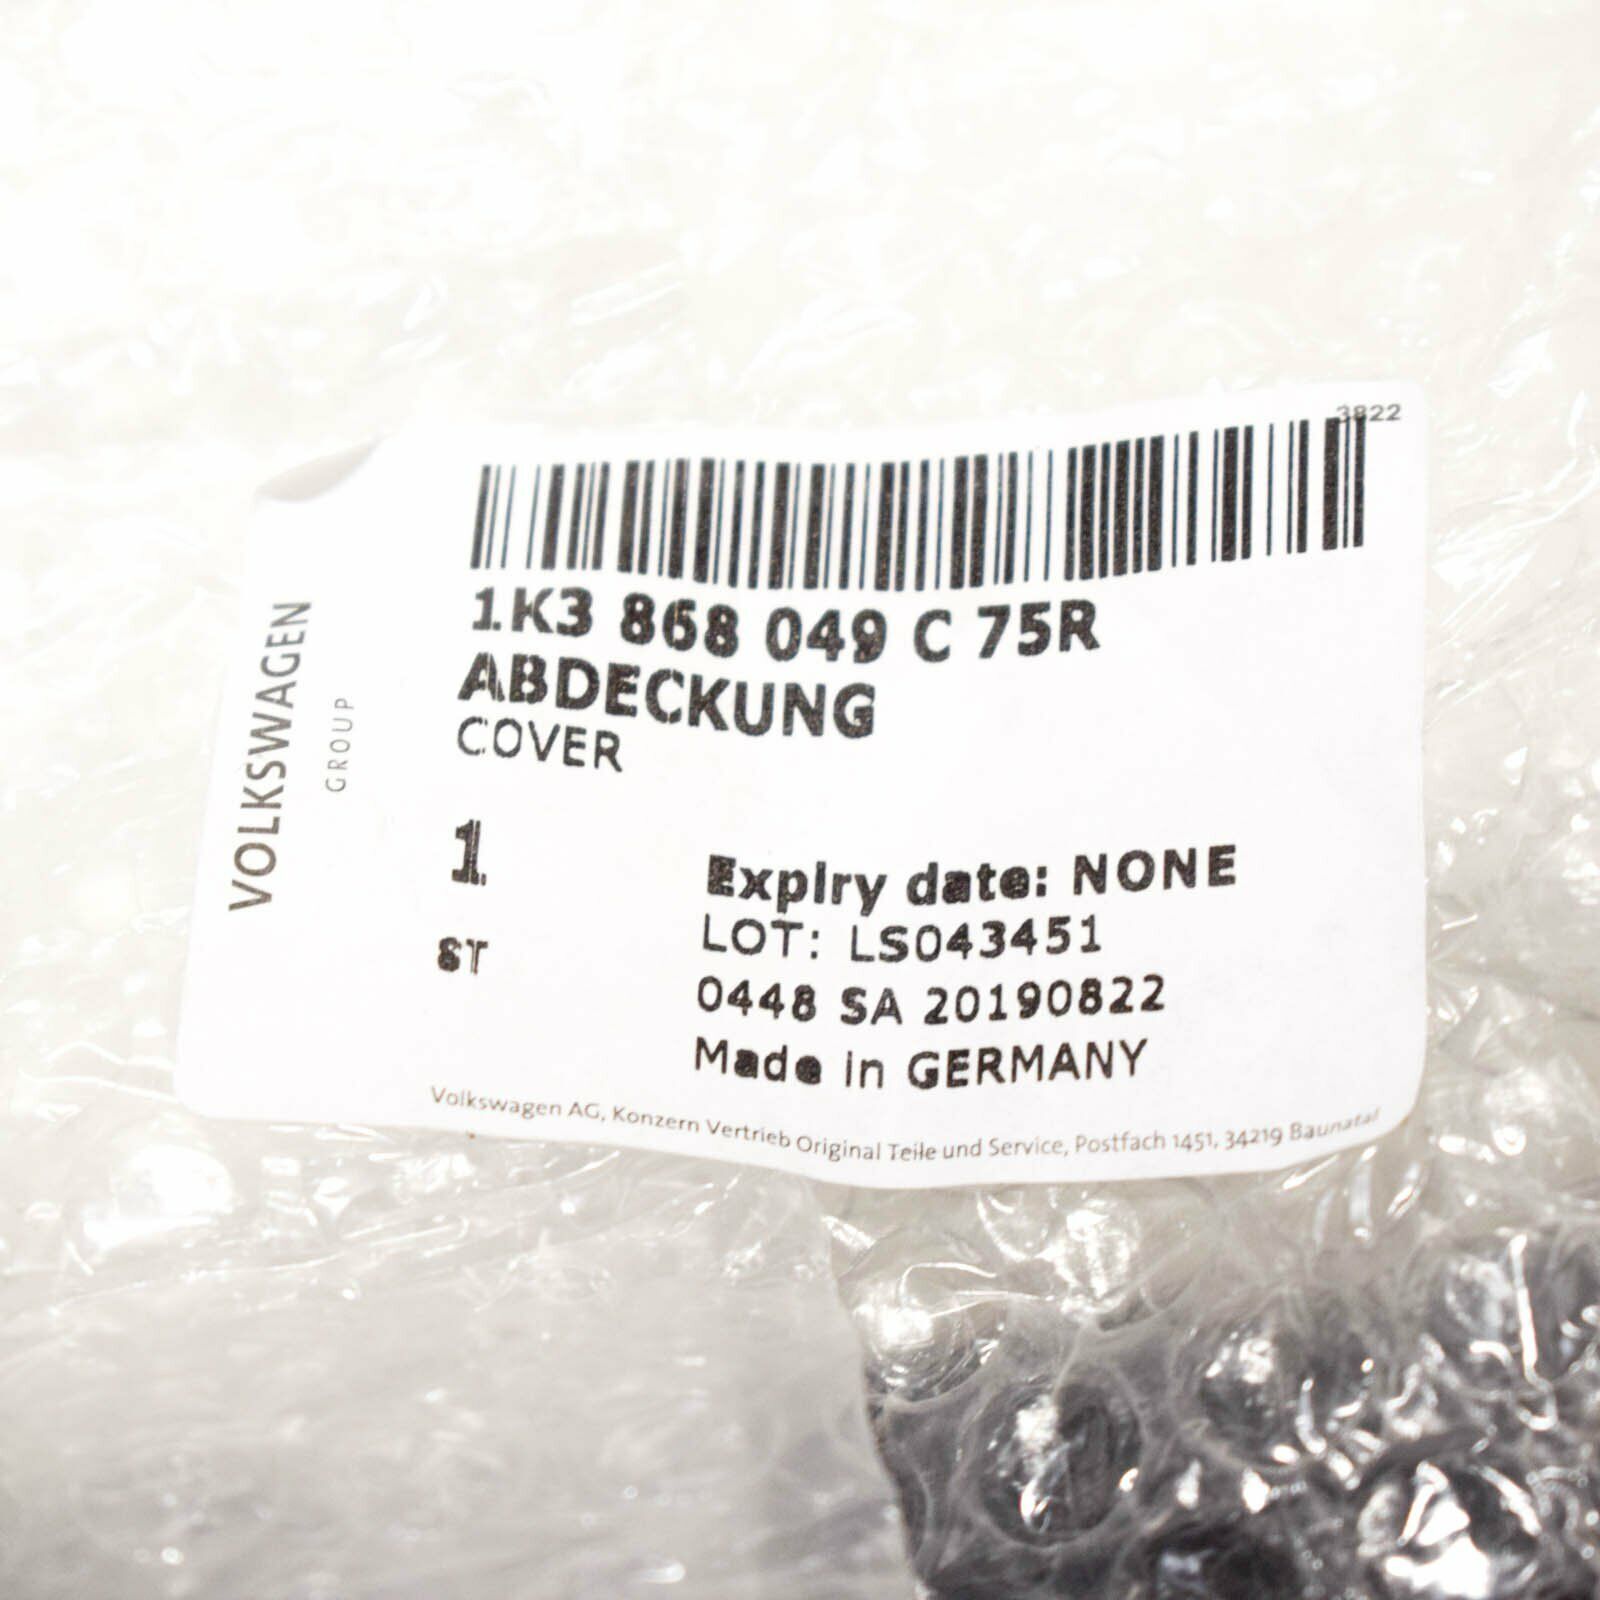 3822
1K3 868 049 C 75R
ABDECKUNG
COVER
VOLKSWAGEN
GROUP
1
ST
Expiry date: NONE
LOT: LS043451
0448 SA 20190822
Made in GERMANY
Volkswagen AG, Konzern Vertrieb Original Teile und Service, Postfach 1451, 34219 Baunatal